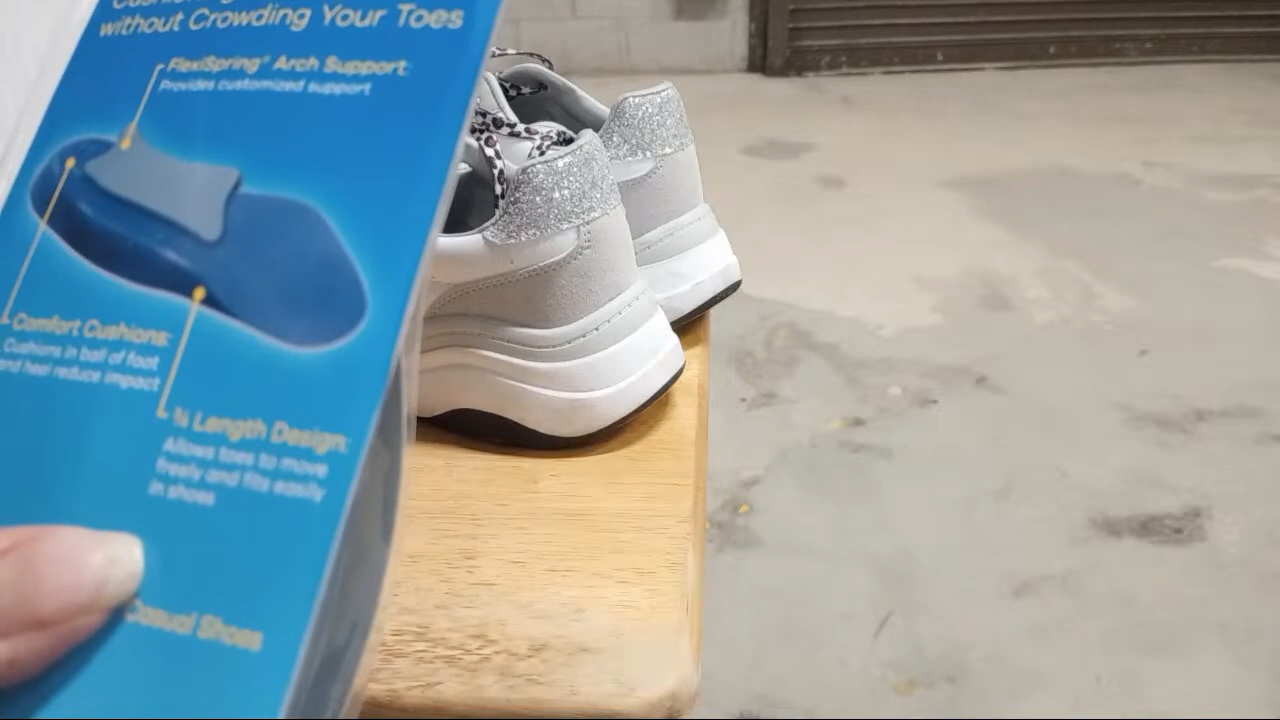 without Crowding Your Toes
FlexiSpring® Arch Support:
Provides customized support
Comfort Cushions:
Cushions in ball of foot
and heel reduce impact
¾ Length Design:
Allows toes to move
freely and fits easily
in shoes
Casual Shoes